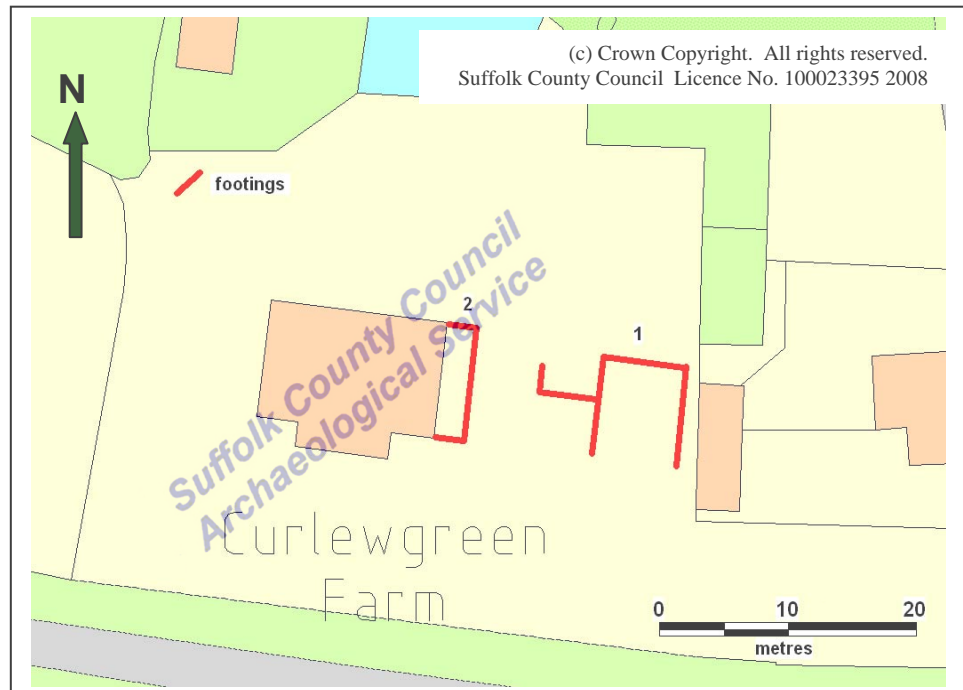 (c) Crown Copyright. All rights reserved.
Suffolk County Council Licence No. 100023395 2008
N
footings
Suffolk County Council
Archaeological Service
2
1
Curlewgreen
Farm
0 10 20
metres